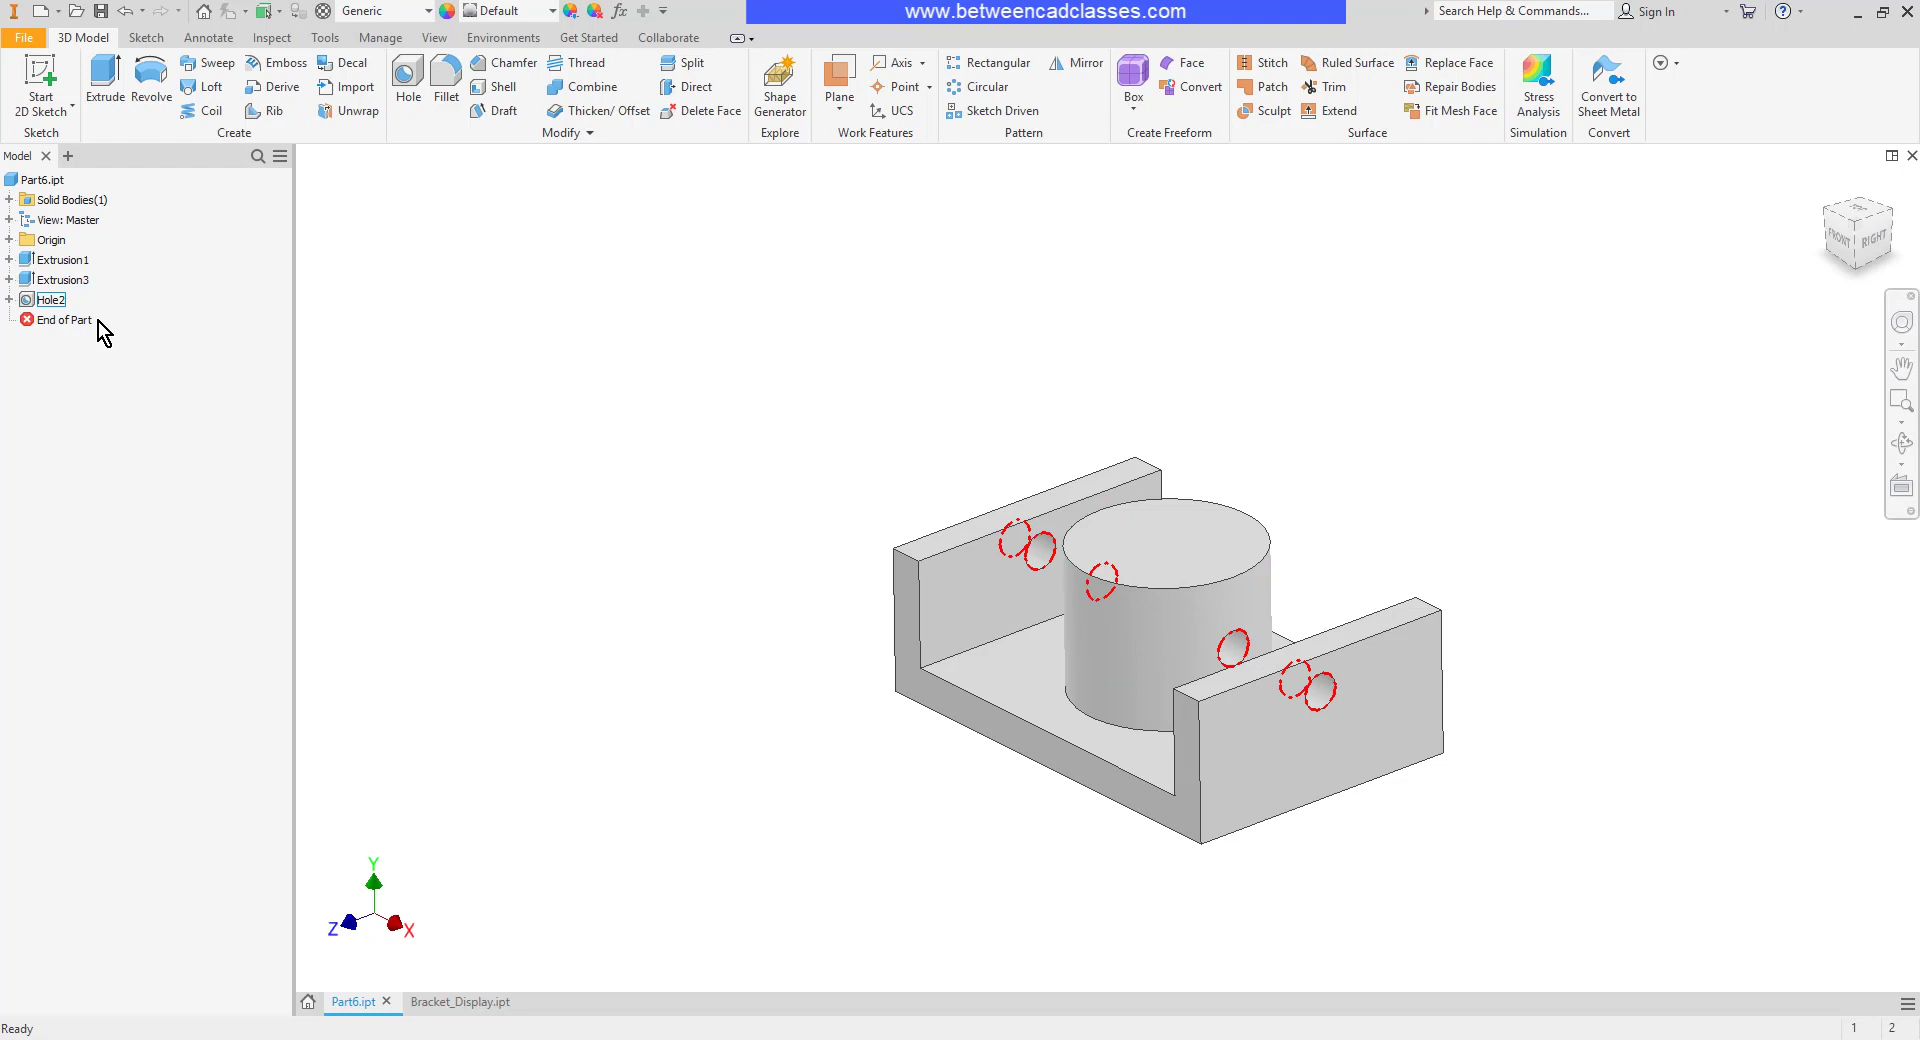 Generic
Default
www.betweencadclasses.com
Search Help & Commands...
Sign In
File
3D Model
Sketch
Annotate
Inspect
Tools
Manage
View
Environments
Get Started
Collaborate
Start
2D Sketch
Extrude
Revolve
Sweep
Emboss
Decal
Loft
Derive
Import
Coil
Rib
Unwrap
Hole
Fillet
Chamfer
Thread
Split
Shell
Combine
Direct
Draft
Thicken/ Offset
Delete Face
Shape
Generator
Plane
Axis
Point
UCS
Rectangular
Mirror
Circular
Sketch Driven
Box
Face
Convert
Stitch
Ruled Surface
Replace Face
Patch
Trim
Repair Bodies
Sculpt
Extend
Fit Mesh Face
Stress
Analysis
Convert to
Sheet Metal
Sketch
Create
Modify
Explore
Work Features
Pattern
Create Freeform
Surface
Simulation
Convert
Model
Part6.ipt
Solid Bodies(1)
View: Master
Origin
Extrusion1
Extrusion3
Hole2
End of Part
FRONT
RIGHT
Y
Z
X
Part6.ipt
Bracket_Display.ipt
Ready
1
2